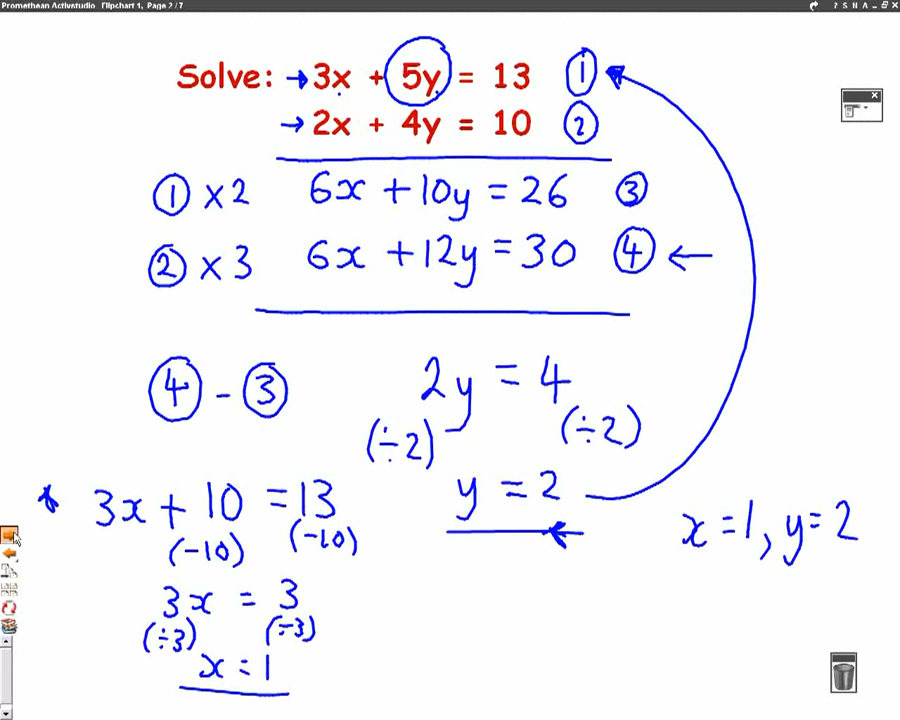 Promethean Activstudio Flipchart 1, Page 2/7
Solve: → 3x + 5y = 13 ①
→ 2x + 4y = 10 ②
① ×2 6x + 10y = 26 ③
② ×3 6x + 12y = 30 ④ ←
④ - ③ 2y = 4
(÷2) (÷2)
y = 2
* 3x + 10 = 13
(-10) (-10)
3x = 3
(÷3) (÷3)
x = 1
x = 1, y = 2